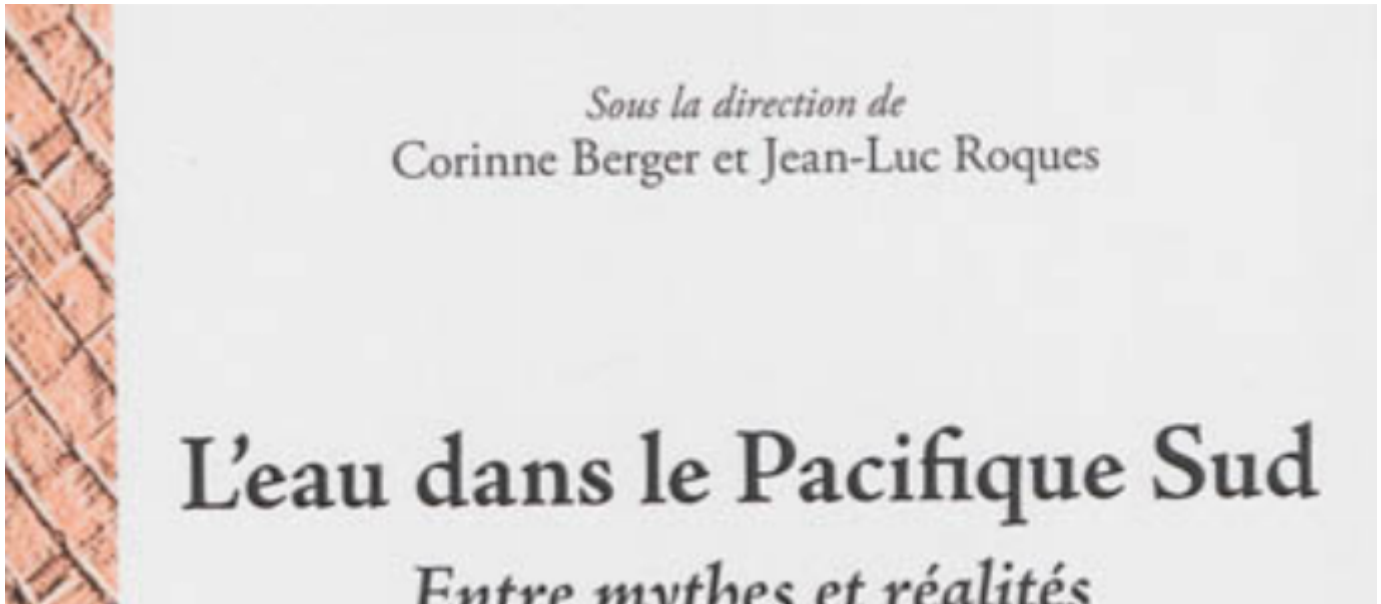 Sous la direction de
Corinne Berger et Jean-Luc Roques
L'eau dans le Pacifique Sud
Entre mythes et réalités